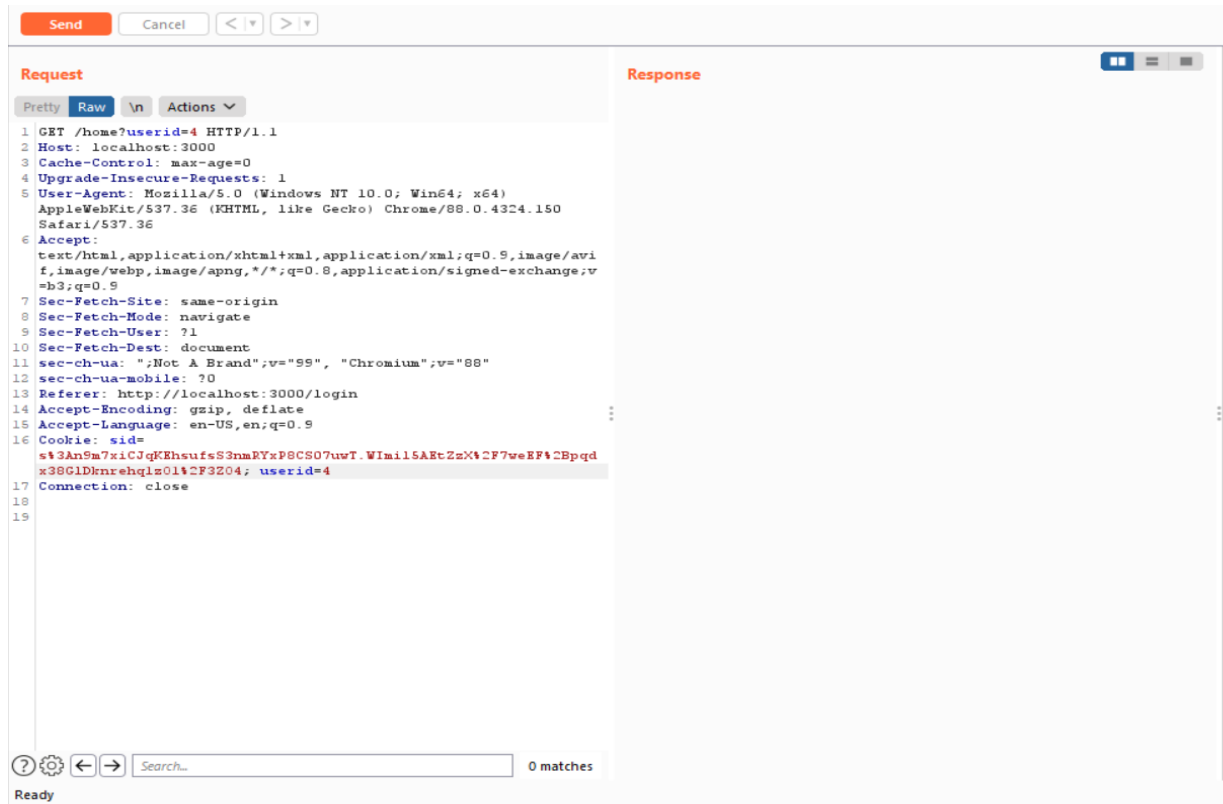 Send Cancel < >
Request
Response
Pretty Raw \n Actions
1 GET /home?userid=4 HTTP/1.1
2 Host: localhost:3000
3 Cache-Control: max-age=0
4 Upgrade-Insecure-Requests: 1
5 User-Agent: Mozilla/5.0 (Windows NT 10.0; Win64; x64)
AppleWebKit/537.36 (KHTML, like Gecko) Chrome/88.0.4324.150
Safari/537.36
6 Accept:
text/html,application/xhtml+xml,application/xml;q=0.9,image/avi
f,image/webp,image/apng,*/*;q=0.8,application/signed-exchange;v
=b3;q=0.9
7 Sec-Fetch-Site: same-origin
8 Sec-Fetch-Mode: navigate
9 Sec-Fetch-User: ?1
10 Sec-Fetch-Dest: document
11 sec-ch-ua: ";Not A Brand";v="99", "Chromium";v="88"
12 sec-ch-ua-mobile: ?0
13 Referer: http://localhost:3000/login
14 Accept-Encoding: gzip, deflate
15 Accept-Language: en-US,en;q=0.9
16 Cookie: sid=
s%3An9m7xiCJqKEhsufsS3nmRYxP8CS07uwT.WImil5AEtZzX%2F7weEF%2Bpqd
x38GlDknrehqlz01%2F3Z04; userid=4
17 Connection: close
18
19
Search... 0 matches
Ready